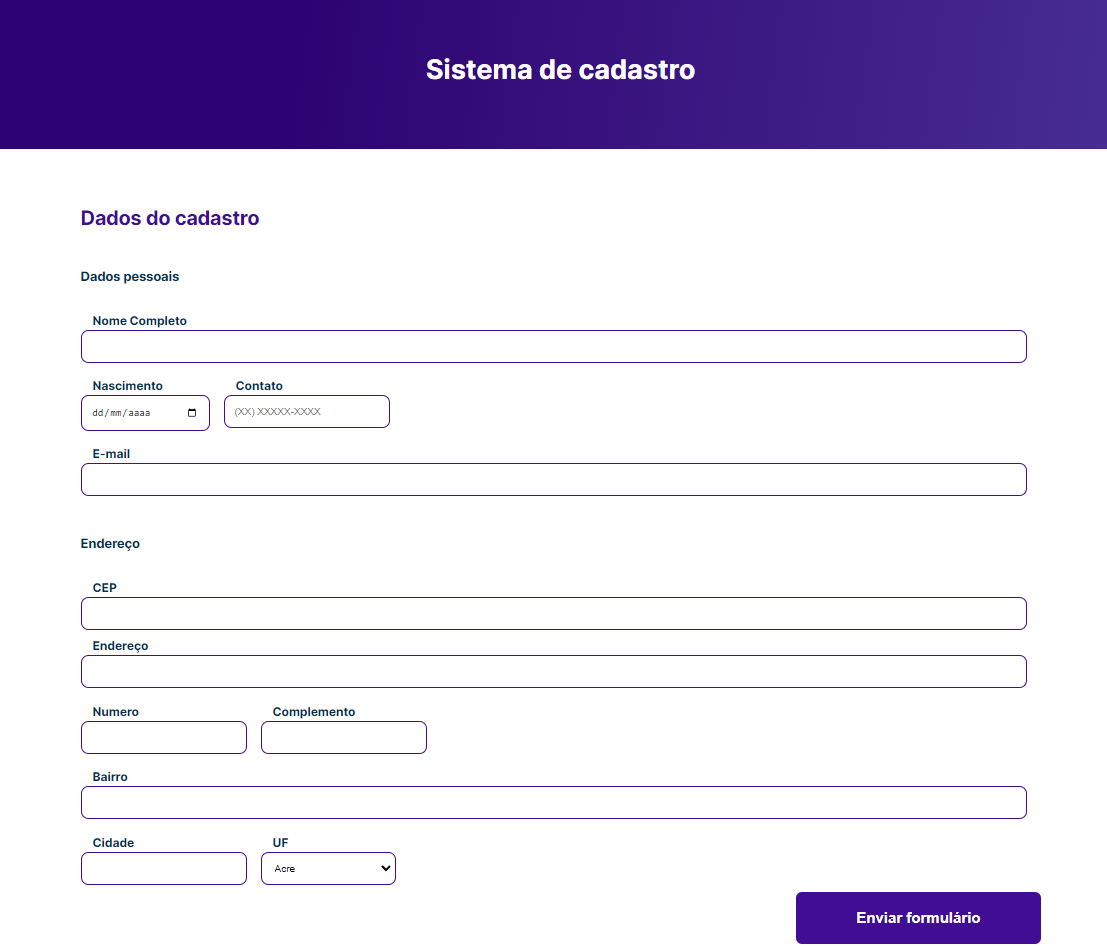 Sistema de cadastro
Dados do cadastro
Dados pessoais
Nome Completo
Nascimento Contato
dd/mm/aaaa (XX) XXXXX-XXXX
E-mail
Endereço
CEP
Endereço
Numero Complemento
Bairro
Cidade UF
Acre
Enviar formulário